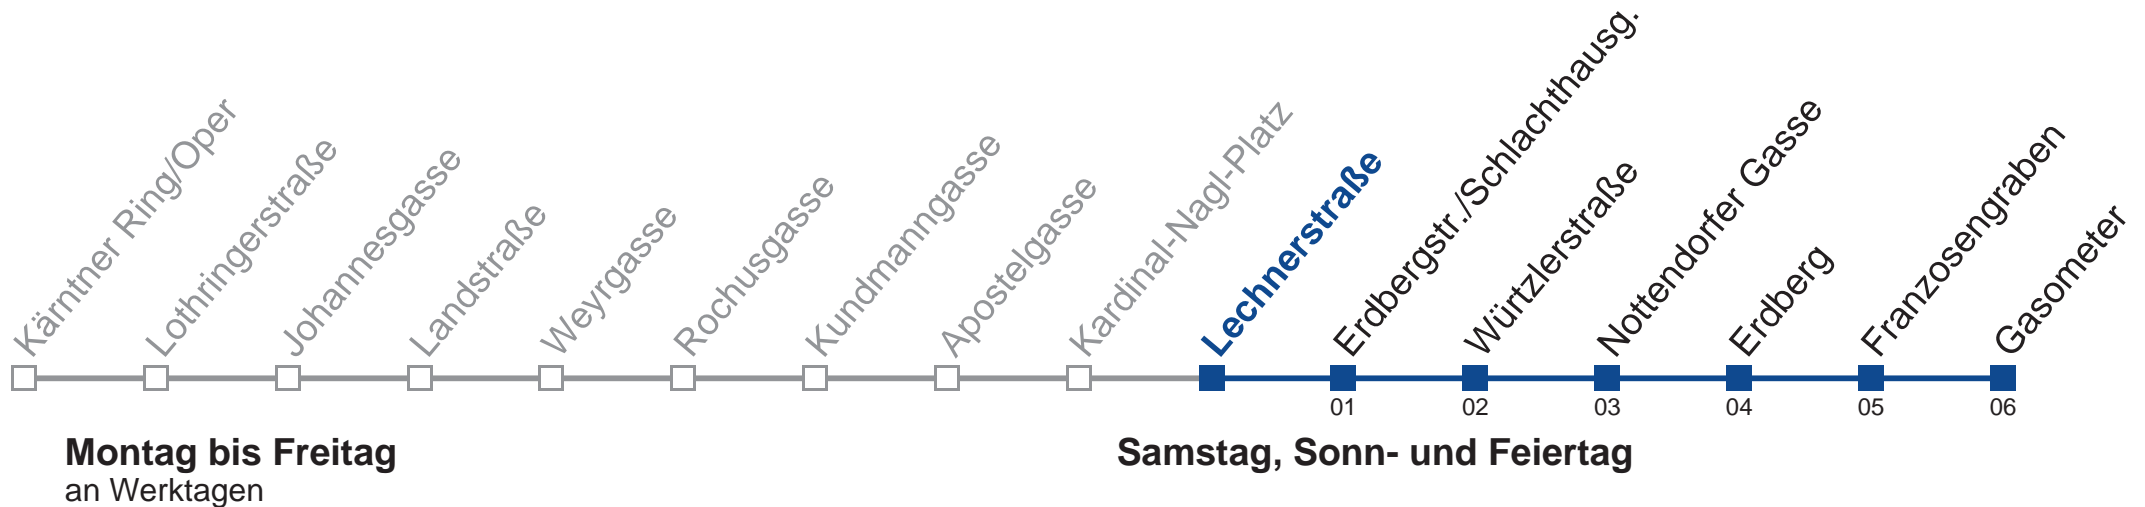 Kärntner Ring/Oper
Lothringerstraße
Johannesgasse
Landstraße
Weyrgasse
Rochusgasse
Kundmanngasse
Apostelgasse
Kardinal-Nagl-Platz
Lechnerstraße
Erdbergstr./Schlachthausg.
Würtzlerstraße
Nottendorfer Gasse
Erdberg
Franzosengraben
Gasometer
01 02 03 04 05 06
Montag bis Freitag
an Werktagen
Samstag, Sonn- und Feiertag